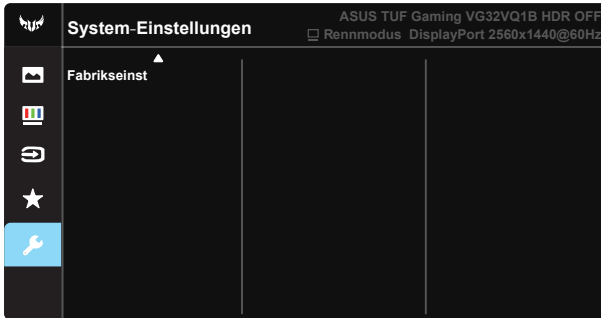 System-Einstellungen
ASUS TUF Gaming VG32VQ1B HDR OFF
Rennmodus DisplayPort 2560x1440@60Hz
Fabrikseinst